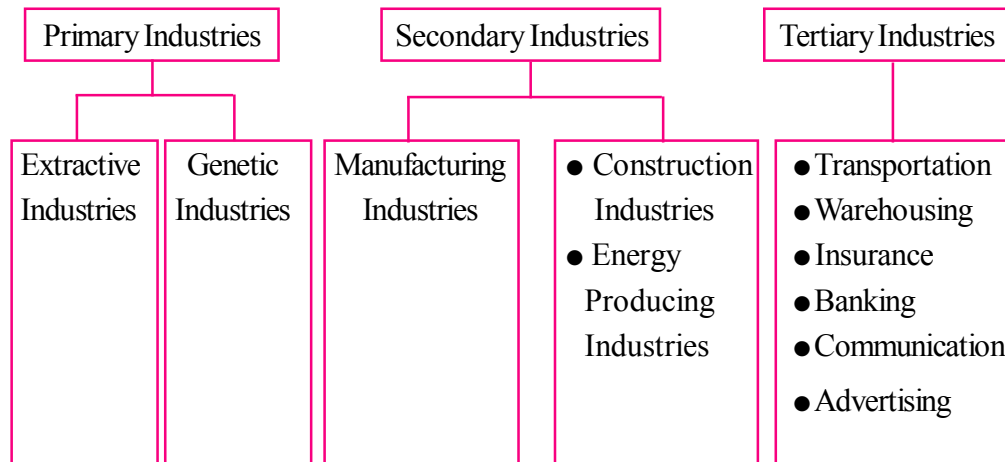 Primary Industries
Secondary Industries
Tertiary Industries
Extractive
Industries
Genetic
Industries
Manufacturing
Industries
● Construction
Industries
● Energy
Producing
Industries
● Transportation
● Warehousing
● Insurance
● Banking
● Communication
● Advertising